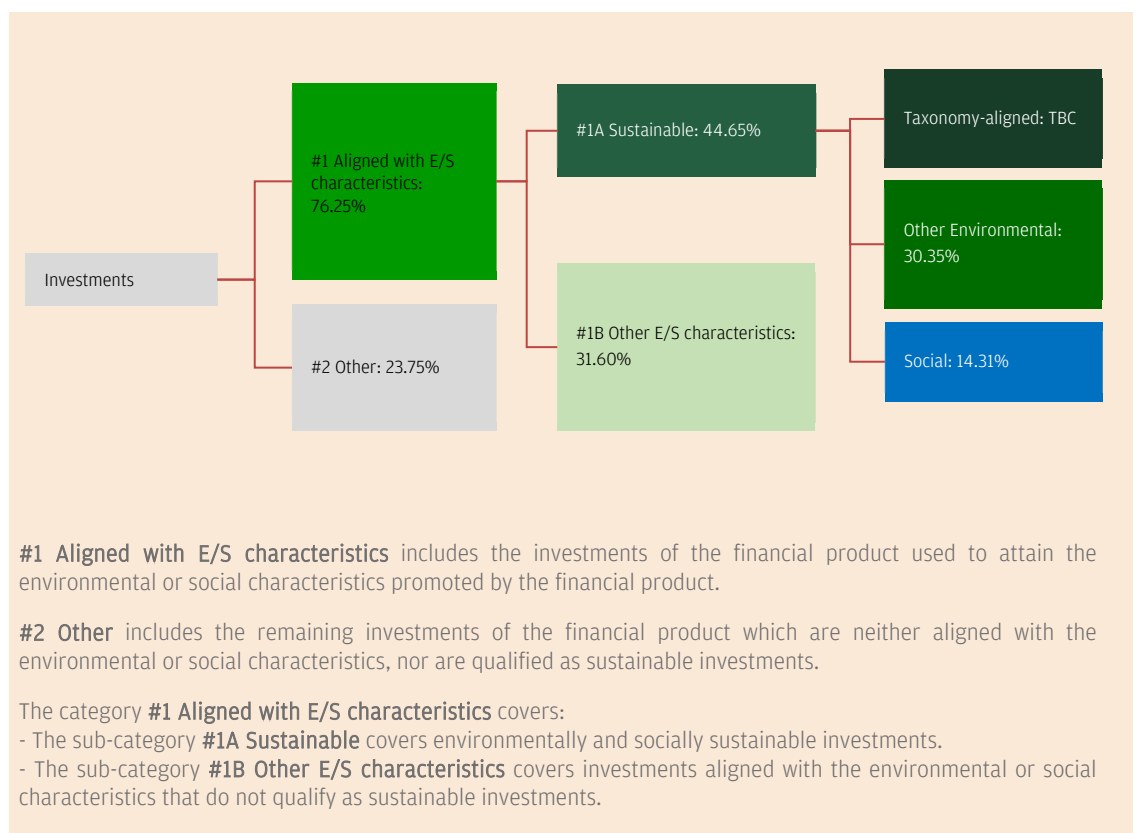 Investments
#1 Aligned with E/S
characteristics:
76.25%
#2 Other: 23.75%
#1A Sustainable: 44.65%
#1B Other E/S characteristics:
31.60%
Taxonomy-aligned: TBC
Other Environmental:
30.35%
Social: 14.31%
#1 Aligned with E/S characteristics includes the investments of the financial product used to attain the
environmental or social characteristics promoted by the financial product.
#2 Other includes the remaining investments of the financial product which are neither aligned with the
environmental or social characteristics, nor are qualified as sustainable investments.
The category #1 Aligned with E/S characteristics covers:
- The sub-category #1A Sustainable covers environmentally and socially sustainable investments.
- The sub-category #1B Other E/S characteristics covers investments aligned with the environmental or social
characteristics that do not qualify as sustainable investments.